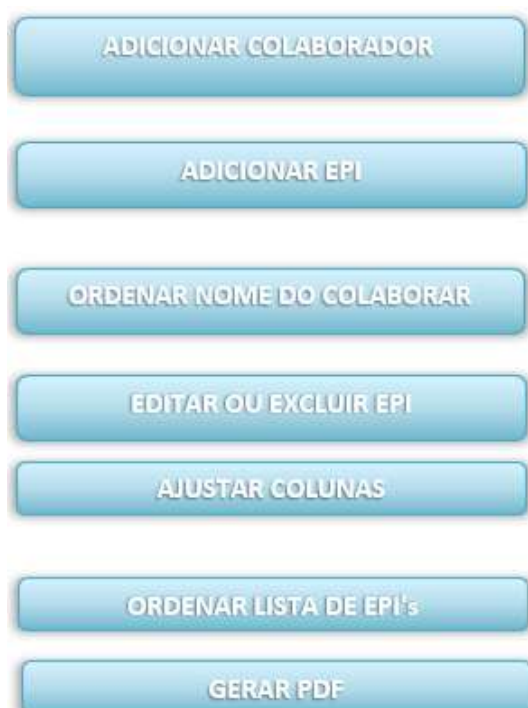 ADICIONAR COLABORADOR
ADICIONAR EPI
ORDENAR NOME DO COLABORAR
EDITAR OU EXCLUIR EPI
AJUSTAR COLUNAS
ORDENAR LISTA DE EPI's
GERAR PDF